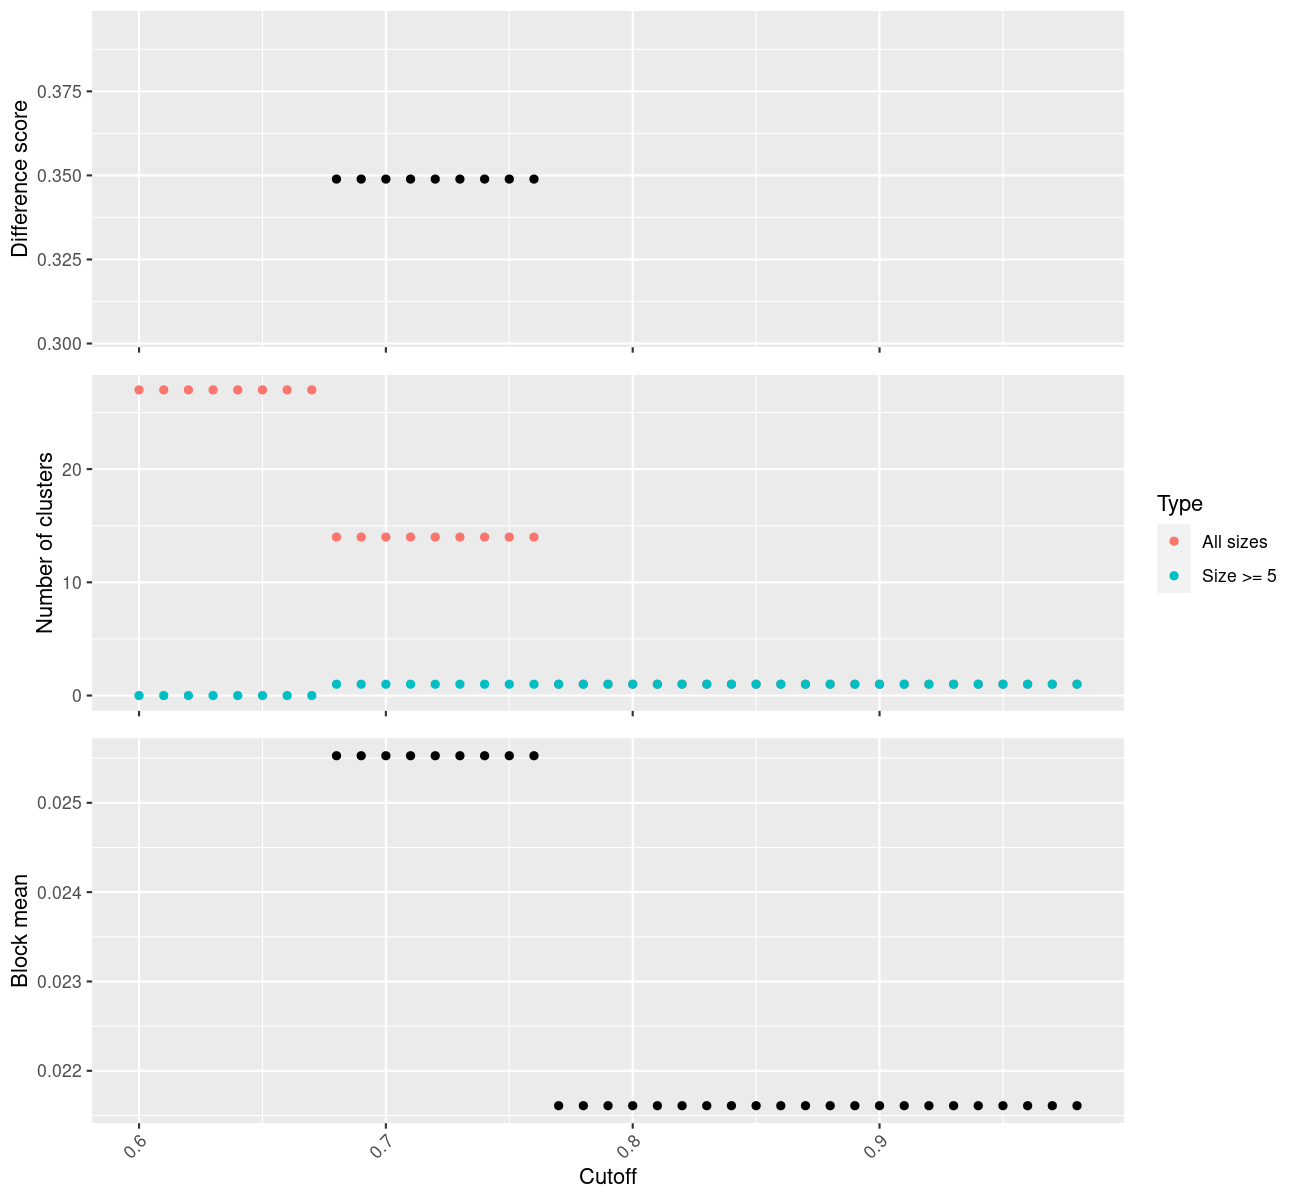 Difference score
0.375
0.350
0.325
0.300
Number of clusters
20
10
0
Type
All sizes
Size >= 5
Block mean
0.025
0.024
0.023
0.022
0.6
0.7
0.8
0.9
Cutoff